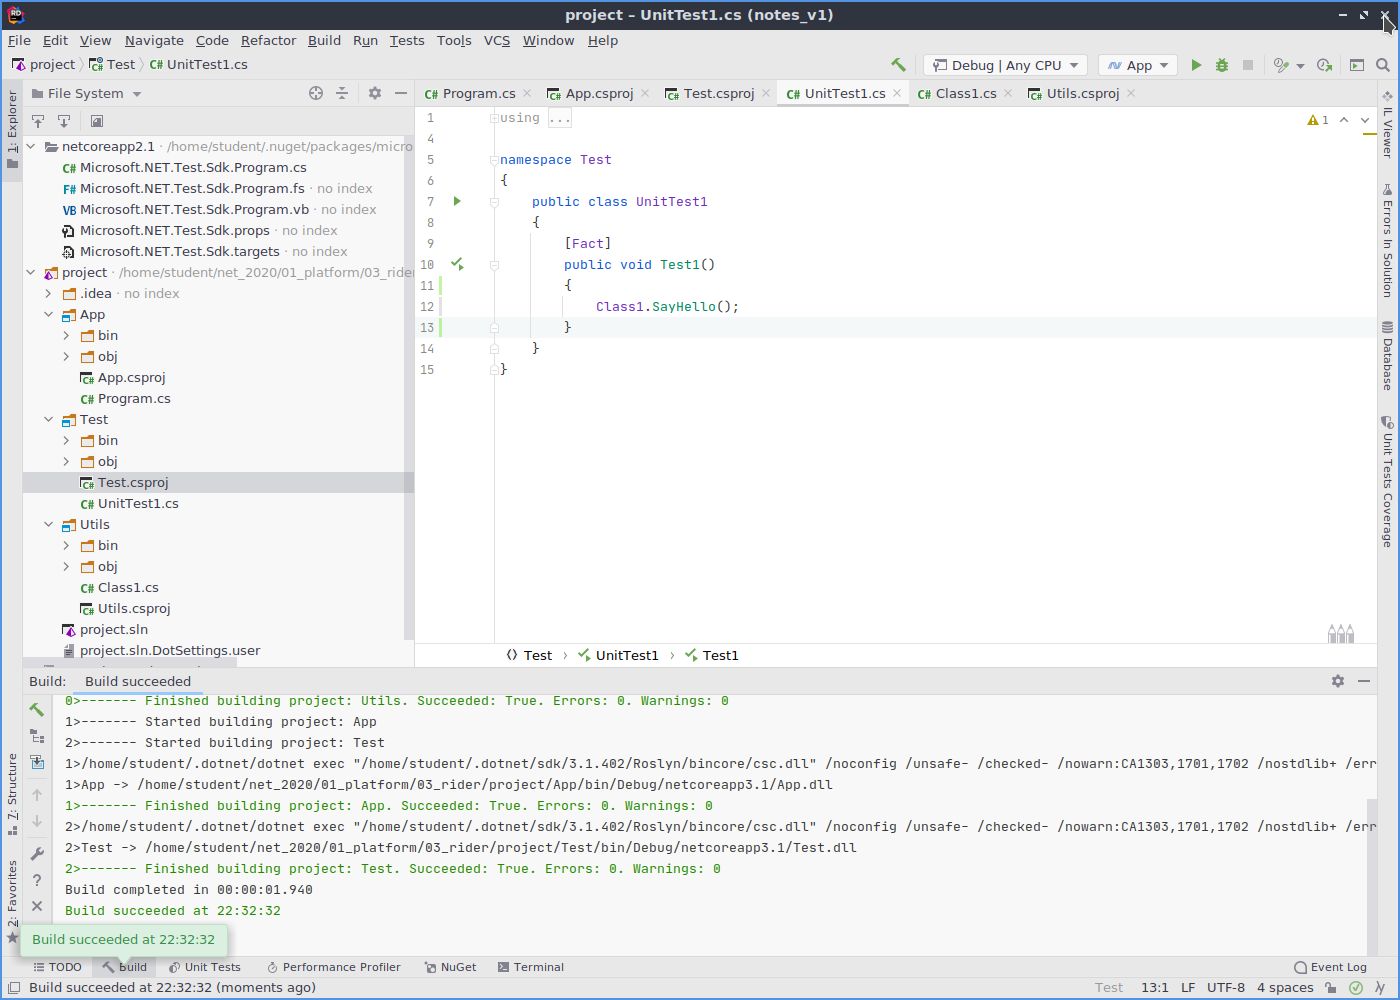 project – UnitTest1.cs (notes_v1)
File Edit View Navigate Code Refactor Build Run Tests Tools VCS Window Help
project Test C# UnitTest1.cs Debug | Any CPU App
1: Explorer
File System
C# Program.cs App.csproj Test.csproj C# UnitTest1.cs C# Class1.cs Utils.csproj
netcoreapp2.1 · /home/student/.nuget/packages/micro
C# Microsoft.NET.Test.Sdk.Program.cs
F# Microsoft.NET.Test.Sdk.Program.fs · no index
VB Microsoft.NET.Test.Sdk.Program.vb · no index
Microsoft.NET.Test.Sdk.props · no index
Microsoft.NET.Test.Sdk.targets · no index
project · /home/student/net_2020/01_platform/03_rider
.idea · no index
App
bin
obj
App.csproj
C# Program.cs
Test
bin
obj
Test.csproj
C# UnitTest1.cs
Utils
bin
obj
C# Class1.cs
Utils.csproj
project.sln
project.sln.DotSettings.user
1 using ...
4
5 namespace Test
6 {
7 public class UnitTest1
8 {
9 [Fact]
10 public void Test1()
11 {
12 Class1.SayHello();
13 }
14 }
15 }
1
IL Viewer
Errors In Solution
Database
Unit Tests Coverage
Test UnitTest1 Test1
Build: Build succeeded
0>------- Finished building project: Utils. Succeeded: True. Errors: 0. Warnings: 0
1>------- Started building project: App
2>------- Started building project: Test
1>/home/student/.dotnet/dotnet exec "/home/student/.dotnet/sdk/3.1.402/Roslyn/bincore/csc.dll" /noconfig /unsafe- /checked- /nowarn:CA1303,1701,1702 /nostdlib+ /err
1>App -> /home/student/net_2020/01_platform/03_rider/project/App/bin/Debug/netcoreapp3.1/App.dll
1>------- Finished building project: App. Succeeded: True. Errors: 0. Warnings: 0
2>/home/student/.dotnet/dotnet exec "/home/student/.dotnet/sdk/3.1.402/Roslyn/bincore/csc.dll" /noconfig /unsafe- /checked- /nowarn:CA1303,1701,1702 /nostdlib+ /err
2>Test -> /home/student/net_2020/01_platform/03_rider/project/Test/bin/Debug/netcoreapp3.1/Test.dll
2>------- Finished building project: Test. Succeeded: True. Errors: 0. Warnings: 0
Build completed in 00:00:01.940
Build succeeded at 22:32:32
7: Structure
2: Favorites
Build succeeded at 22:32:32
TODO Build Unit Tests Performance Profiler NuGet Terminal Event Log
Build succeeded at 22:32:32 (moments ago) Test 13:1 LF UTF-8 4 spaces